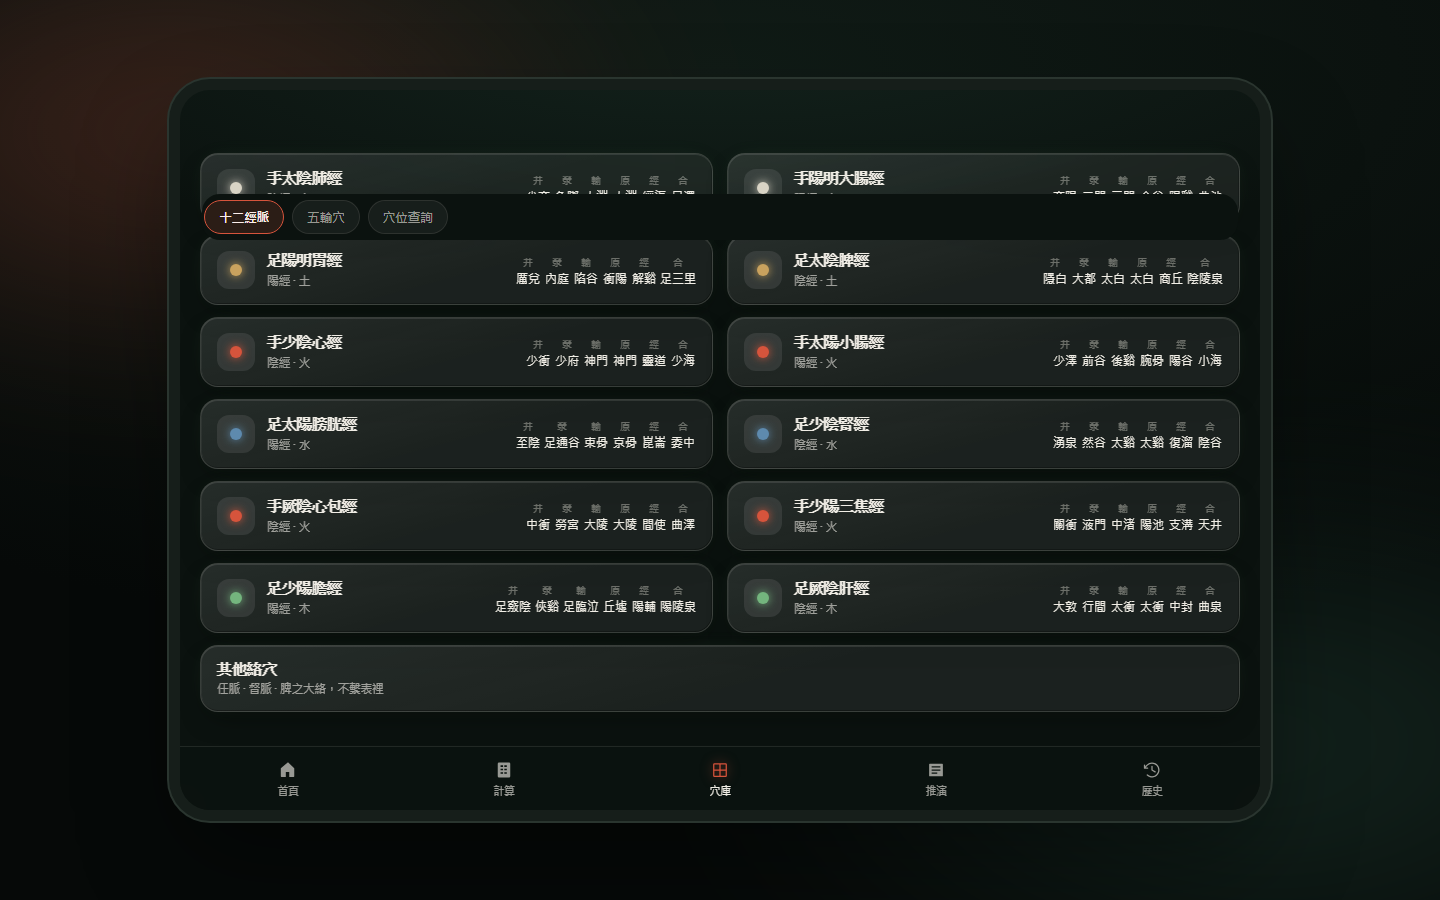 手太陰肺經
井 滎 輸 原 經 合
手陽明大腸經
井 滎 輸 原 經 合
十二經脈
五輸穴
穴位查詢
足陽明胃經
陽經 · 土
井 滎 輸 原 經 合
厲兌 內庭 陷谷 衝陽 解谿 足三里
足太陰脾經
陰經 · 土
井 滎 輸 原 經 合
隱白 大都 太白 太白 商丘 陰陵泉
手少陰心經
陰經 · 火
井 滎 輸 原 經 合
少衝 少府 神門 神門 靈道 少海
手太陽小腸經
陽經 · 火
井 滎 輸 原 經 合
少澤 前谷 後谿 腕骨 陽谷 小海
足太陽膀胱經
陽經 · 水
井 滎 輸 原 經 合
至陰 足通谷 束骨 京骨 崑崙 委中
足少陰腎經
陰經 · 水
井 滎 輸 原 經 合
湧泉 然谷 太谿 太谿 復溜 陰谷
手厥陰心包經
陰經 · 火
井 滎 輸 原 經 合
中衝 勞宮 大陵 大陵 間使 曲澤
手少陽三焦經
陽經 · 火
井 滎 輸 原 經 合
關衝 液門 中渚 陽池 支溝 天井
足少陽膽經
陽經 · 木
井 滎 輸 原 經 合
足竅陰 俠谿 足臨泣 丘墟 陽輔 陽陵泉
足厥陰肝經
陰經 · 木
井 滎 輸 原 經 合
大敦 行間 太衝 太衝 中封 曲泉
其他絡穴
任脈 · 督脈 · 脾之大絡，不繫表裡
首頁
計算
穴庫
推演
歷史